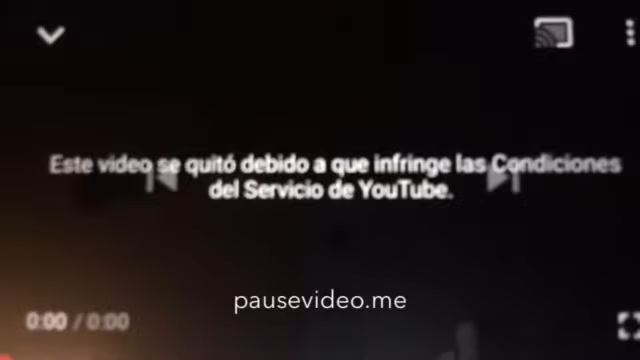 Este video se quitó debido a que infringe las Condiciones
del Servicio de YouTube.
pausevideo.me
0:00 / 0:00